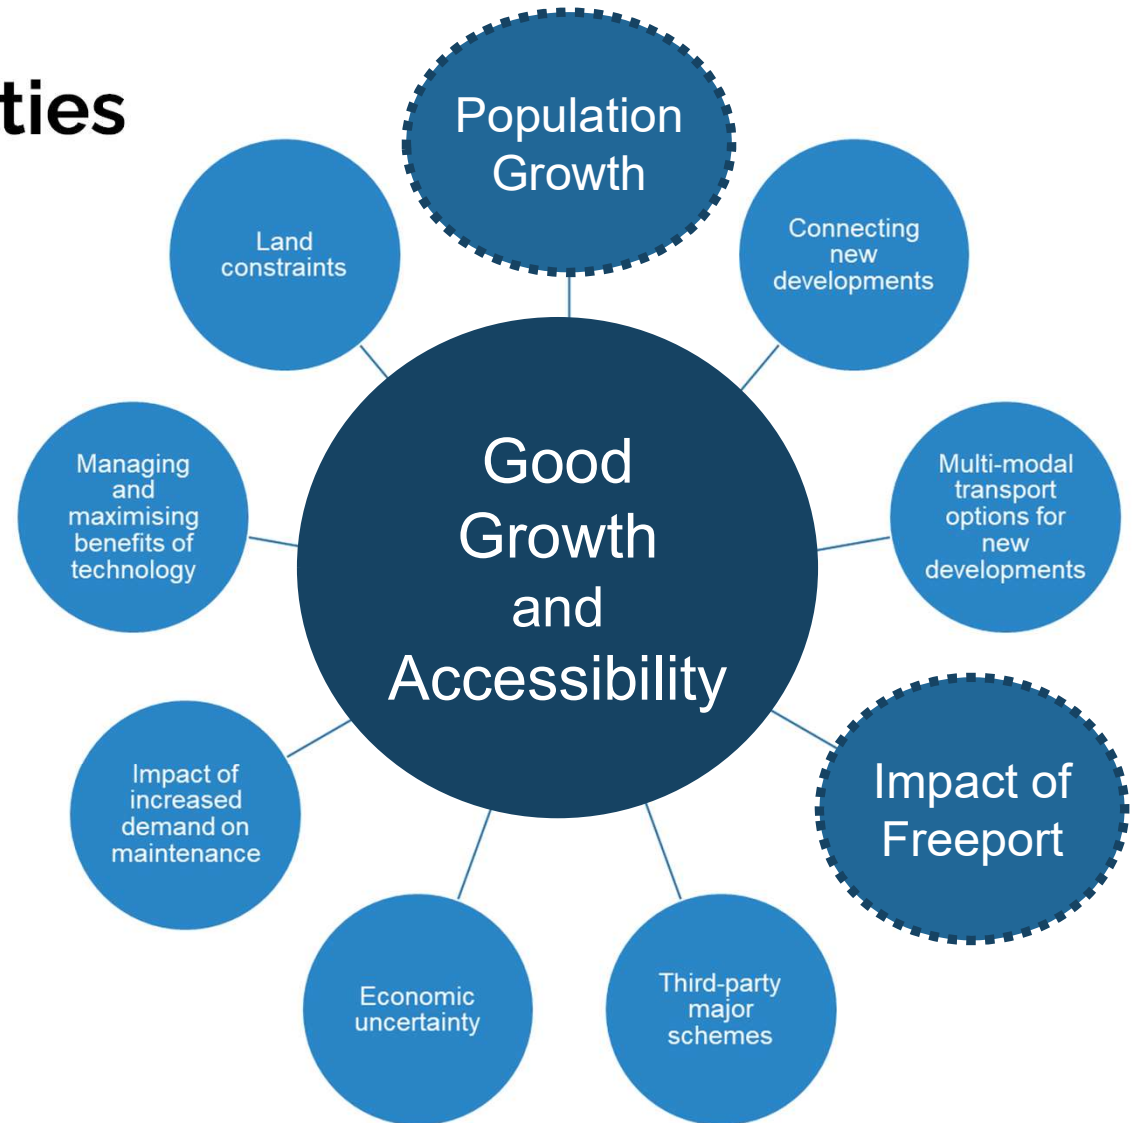 ties
Population
Growth
Land
constraints
Connecting
new
developments
Managing
and
maximising
benefits of
technology
Good
Growth
and
Accessibility
Multi-modal
transport
options for
new
developments
Impact of
increased
demand on
maintenance
Impact of
Freeport
Economic
uncertainty
Third-party
major
schemes